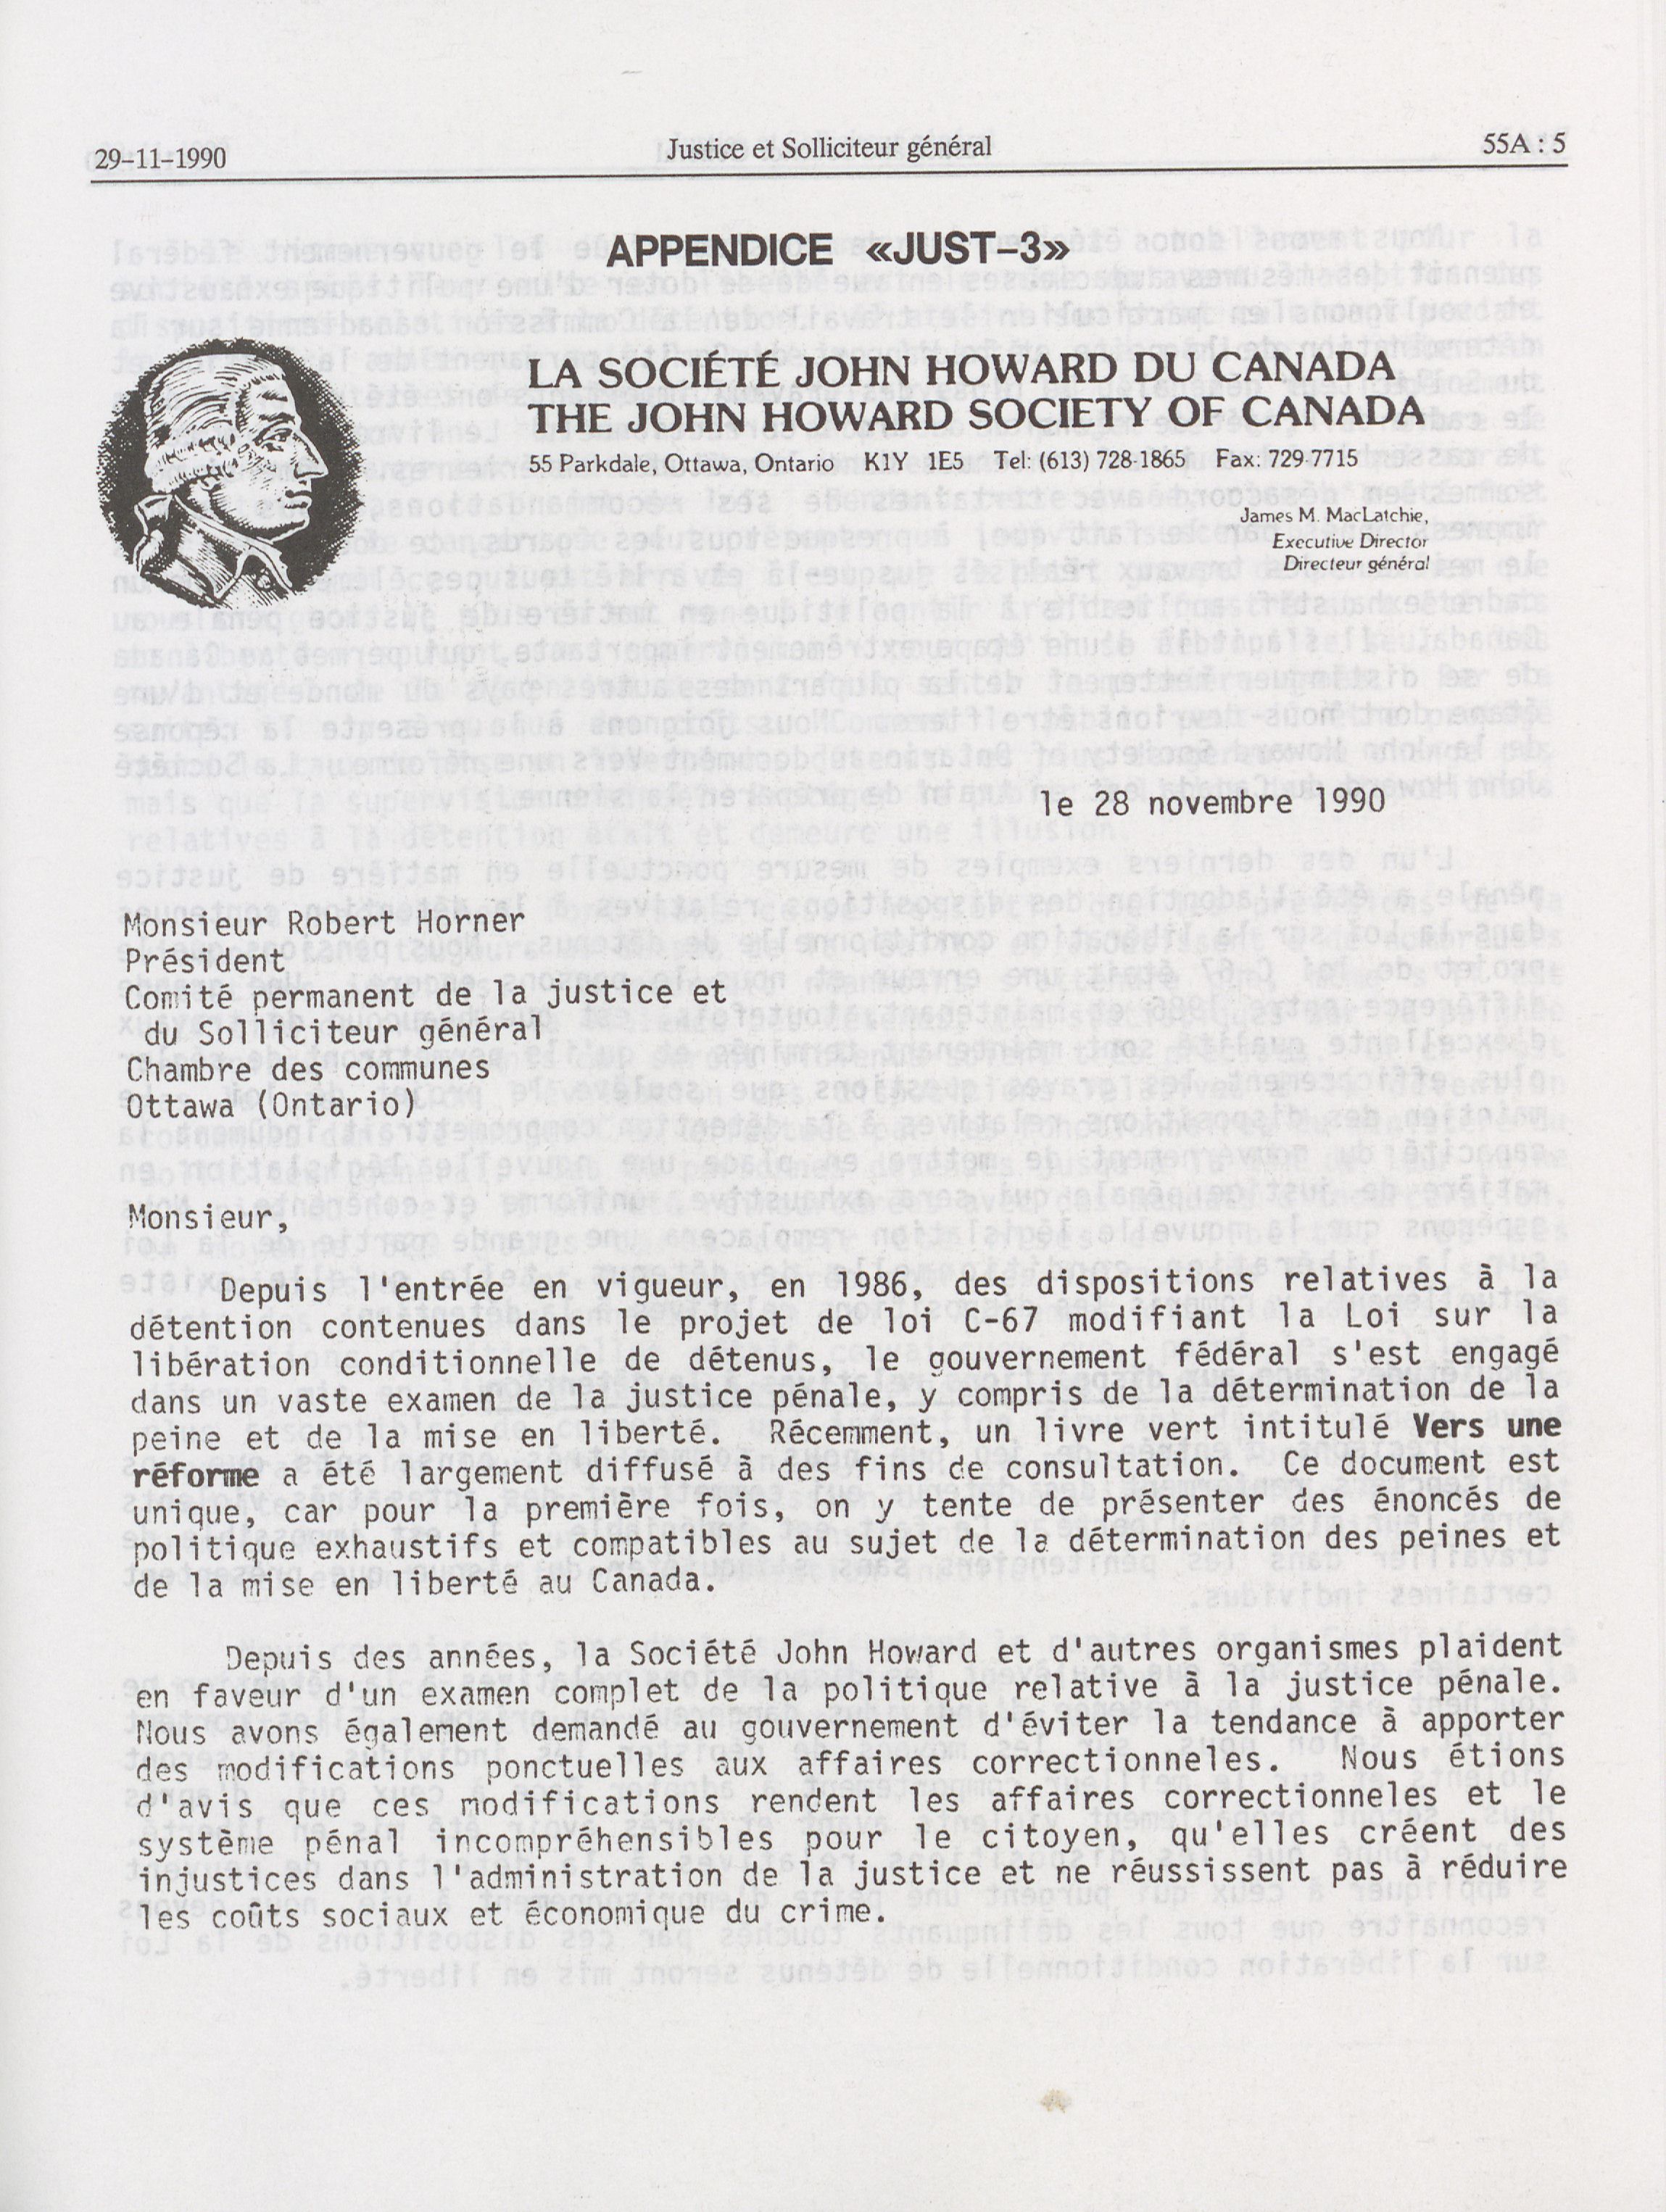 29-11-1990 Justice et Solliciteur général 55A : 5
APPENDICE «JUST-3»
LA SOCIÉTÉ JOHN HOWARD DU CANADA
THE JOHN HOWARD SOCIETY OF CANADA
55 Parkdale, Ottawa, Ontario K1Y 1E5 Tel: (613) 728-1865 Fax: 729-7715
James M. MacLatchie,
Executive Director
Directeur général
le 28 novembre 1990
Monsieur Robert Horner
Président
Comité permanent de la justice et
du Solliciteur général
Chambre des communes
Ottawa (Ontario)
Monsieur,
Depuis l'entrée en vigueur, en 1986, des dispositions relatives à la
détention contenues dans le projet de loi C-67 modifiant la Loi sur la
libération conditionnelle de détenus, le gouvernement fédéral s'est engagé
dans un vaste examen de la justice pénale, y compris de la détermination de la
peine et de la mise en liberté. Récemment, un livre vert intitulé Vers une
réforme a été largement diffusé à des fins de consultation. Ce document est
unique, car pour la première fois, on y tente de présenter des énoncés de
politique exhaustifs et compatibles au sujet de la détermination des peines et
de la mise en liberté au Canada.
Depuis des années, la Société John Howard et d'autres organismes plaident
en faveur d'un examen complet de la politique relative à la justice pénale.
Nous avons également demandé au gouvernement d'éviter la tendance à apporter
des modifications ponctuelles aux affaires correctionneles. Nous étions
d'avis que ces modifications rendent les affaires correctionneles et le
système pénal incompréhensibles pour le citoyen, qu'elles créent des
injustices dans l'administration de la justice et ne réussissent pas à réduire
les coûts sociaux et économique du crime.